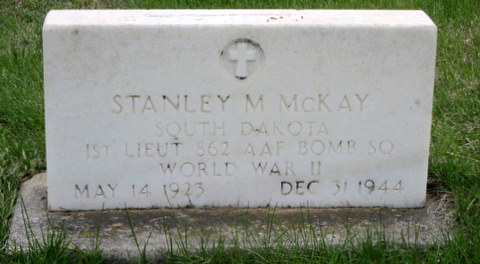 STANLEY M MCKAY
SOUTH DAKOTA
1ST LIEUT 862 AAF BOMB SQ
WORLD WAR II
MAY 14 1923 DEC 31 1944